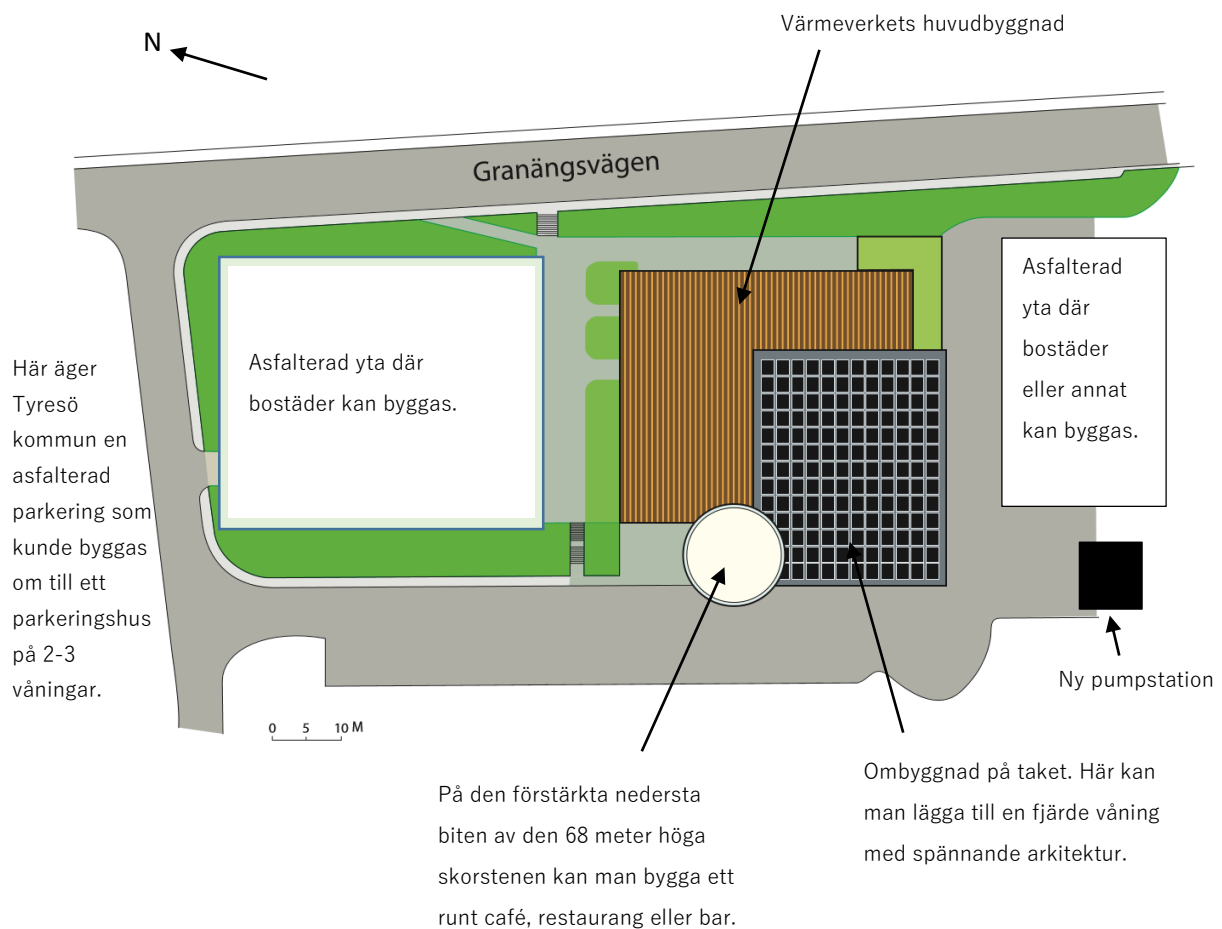 Värmeverkets huvudbyggnad
N
Granängsvägen
Asfalterad
yta där
bostäder
eller annat
kan byggas.
Asfalterad yta där
bostäder kan byggas.
Här äger
Tyresö
kommun en
asfalterad
parkering som
kunde byggas
om till ett
parkeringshus
på 2-3
våningar.
Ny pumpstation
0 5 10 M
På den förstärkta nedersta
biten av den 68 meter höga
skorstenen kan man bygga ett
runt café, restaurang eller bar.
Ombyggnad på taket. Här kan
man lägga till en fjärde våning
med spännande arkitektur.